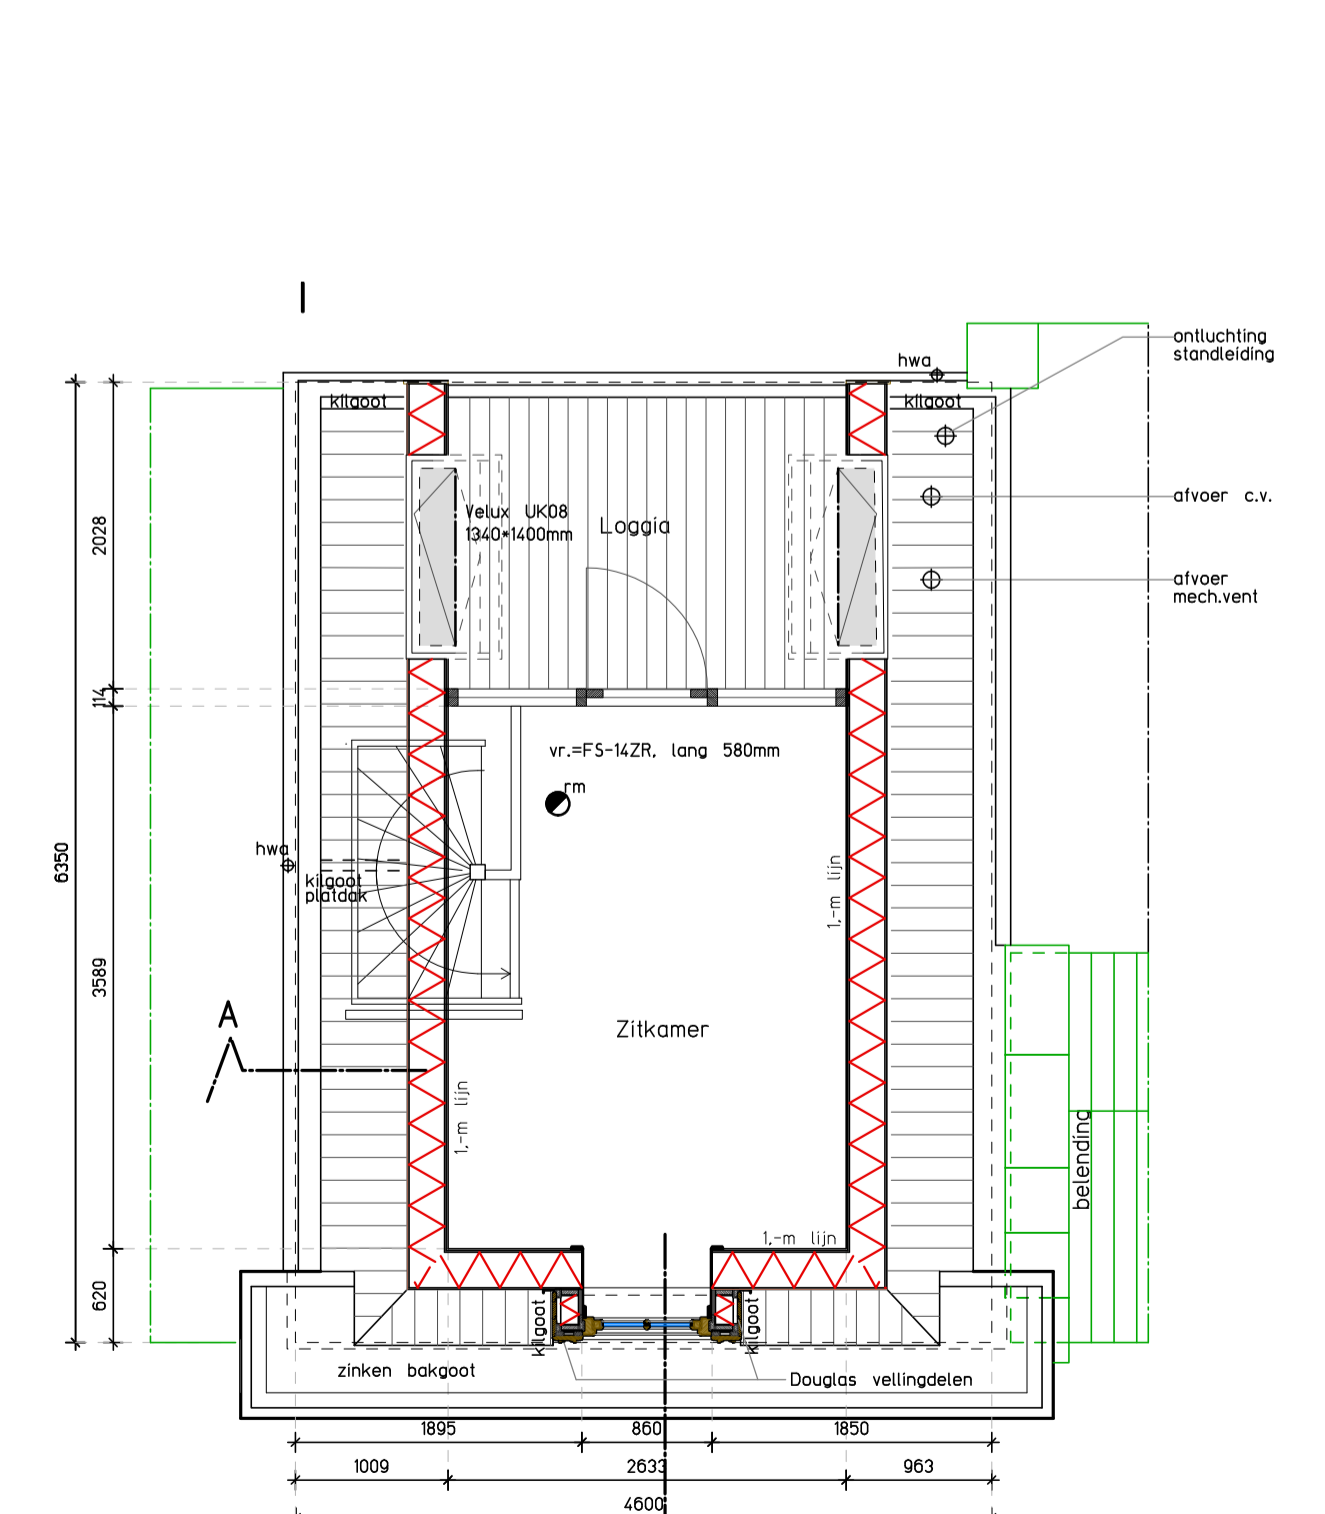 ontluchting
standleiding
hwa
kilgoot
kilgoot
afvoer c.v.
Velux UK08
1340*1400mm
Loggia
2028
afvoer
mech.vent
114
vr.=FS-14ZR, lang 580mm
rm
hwa
kilgoot
platdak
6350
1,-m lijn
3589
A
Zitkamer
1,-m lijn
belending
1,-m lijn
620
kilgoot
kilgoot
zinken bakgoot
Douglas vellingdelen
1895
860
1850
1009
2633
963
4600